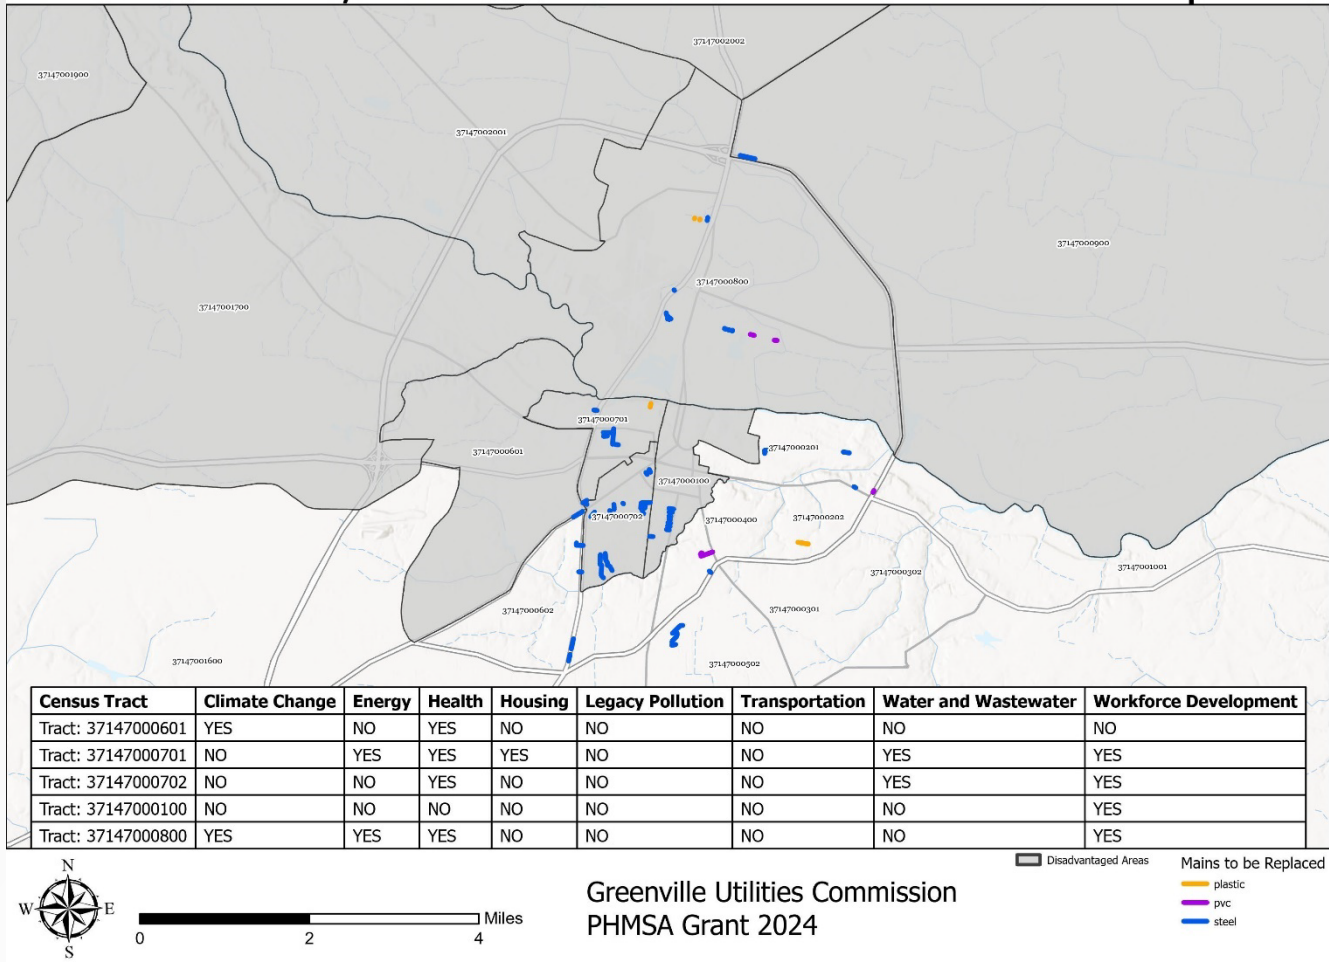 37147002002
37147001900
37147002001
37147000900
37147000800
37147001700
37147000701
37147000601
37147000201
37147000100
37147000702
37147000400
37147000202
37147001001
37147000302
37147000602
37147000301
37147001600
37147000502
Census Tract Climate Change Energy Health Housing Legacy Pollution Transportation Water and Wastewater Workforce Development
Tract: 37147000601 YES NO YES NO NO NO NO NO
Tract: 37147000701 NO YES YES YES NO NO YES YES
Tract: 37147000702 NO NO YES NO NO NO YES YES
Tract: 37147000100 NO NO NO NO NO NO NO YES
Tract: 37147000800 YES YES YES NO NO NO NO YES
Disadvantaged Areas
Mains to be Replaced
plastic
pvc
steel
N
W E
S
Miles
0 2 4
Greenville Utilities Commission
PHMSA Grant 2024